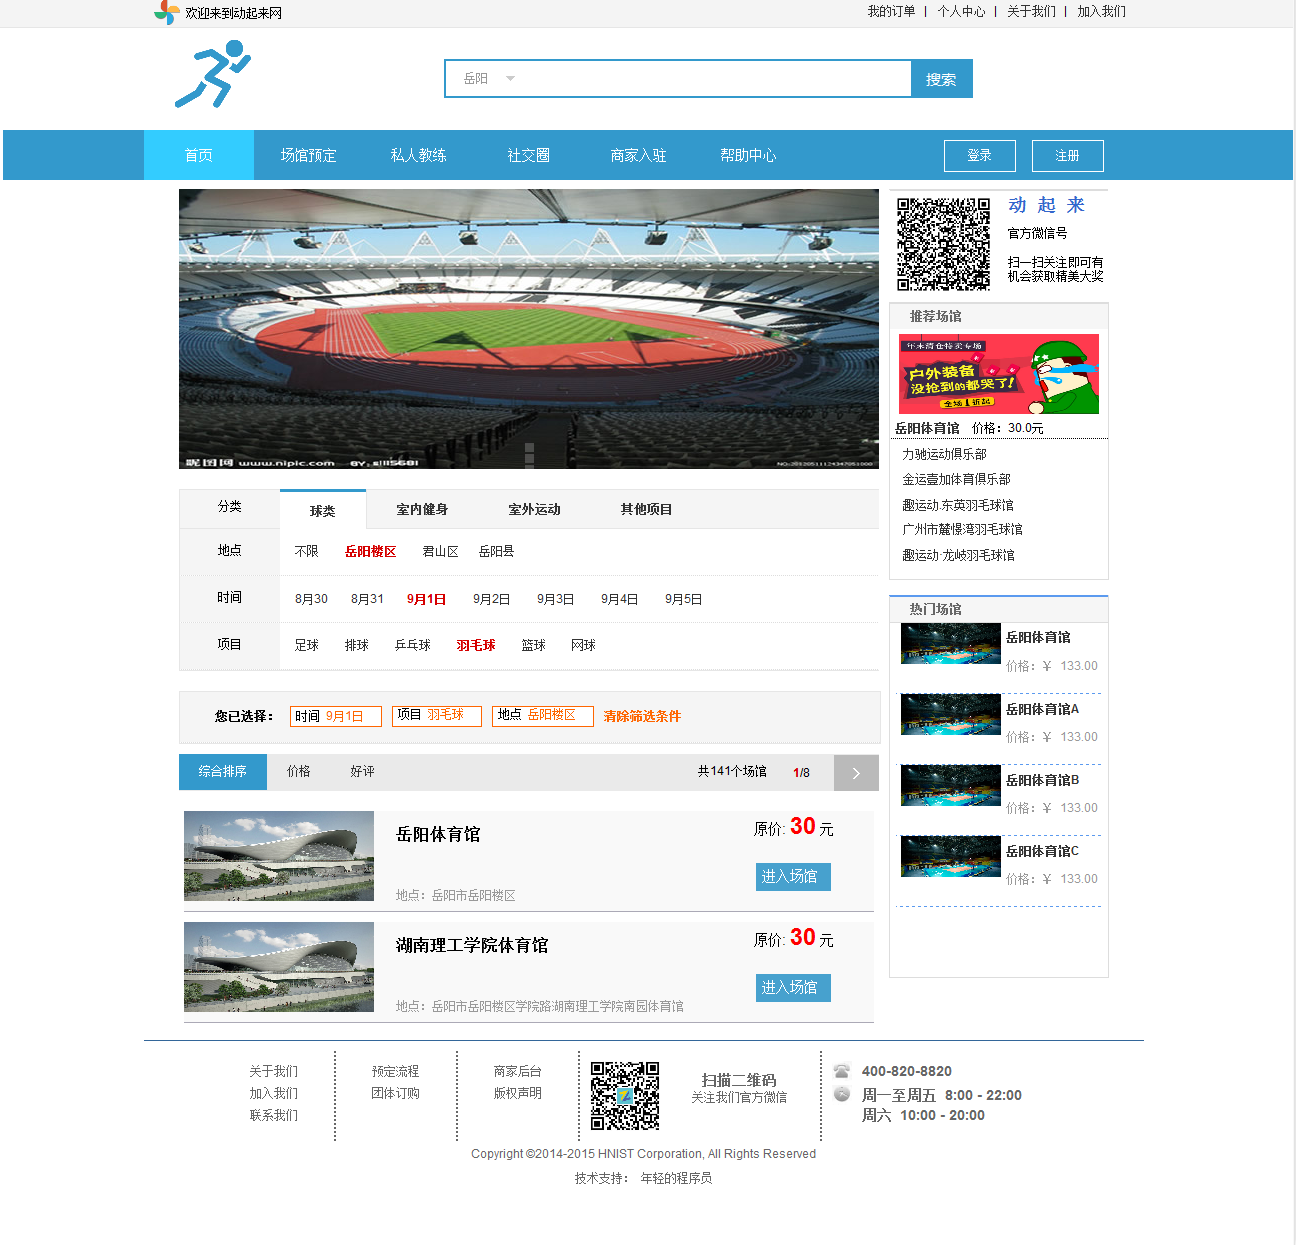 欢迎来到动起来网
我的订单 | 个人中心 | 关于我们 | 加入我们
岳阳
搜索
首页 场馆预定 私人教练 社交圈 商家入驻 帮助中心
登录 注册
昵图网 www.nipic.com
动 起 来
官方微信号
扫一扫关注即可有
机会获取精美大奖
推荐场馆
年末清仓特卖专场
户外装备
没抢到的都哭了!
全场1折起
岳阳体育馆 价格：30.0元
力驰运动俱乐部
金运壹加体育俱乐部
趣运动.东英羽毛球馆
广州市麓憬湾羽毛球馆
趣运动·龙岐羽毛球馆
分类 球类 室内健身 室外运动 其他项目
地点 不限 岳阳楼区 君山区 岳阳县
时间 8月30 8月31 9月1日 9月2日 9月3日 9月4日 9月5日
项目 足球 排球 乒乓球 羽毛球 篮球 网球
您已选择： 时间 9月1日 项目 羽毛球 地点 岳阳楼区 清除筛选条件
综合排序 价格 好评 共141个场馆 1/8
岳阳体育馆
原价: 30 元
进入场馆
地点：岳阳市岳阳楼区
湖南理工学院体育馆
原价: 30 元
进入场馆
地点：岳阳市岳阳楼区学院路湖南理工学院南园体育馆
热门场馆
岳阳体育馆
价格：￥ 133.00
岳阳体育馆A
价格：￥ 133.00
岳阳体育馆B
价格：￥ 133.00
岳阳体育馆C
价格：￥ 133.00
关于我们
加入我们
联系我们
预定流程
团体订购
商家后台
版权声明
扫描二维码
关注我们官方微信
400-820-8820
周一至周五 8:00 - 22:00
周六 10:00 - 20:00
Copyright ©2014-2015 HNIST Corporation, All Rights Reserved
技术支持： 年轻的程序员